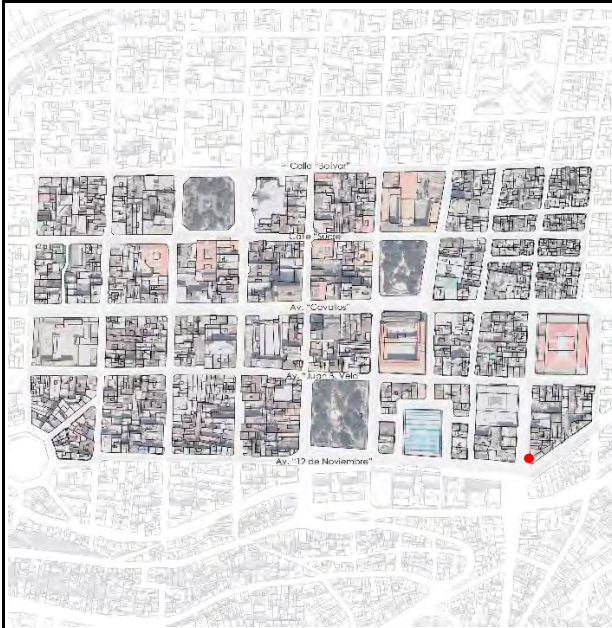 Calle "Bolívar"
Calle "Sucre"
Av. "Cevallos"
Av. "Juan B. Vela"
Av. "12 de Noviembre"